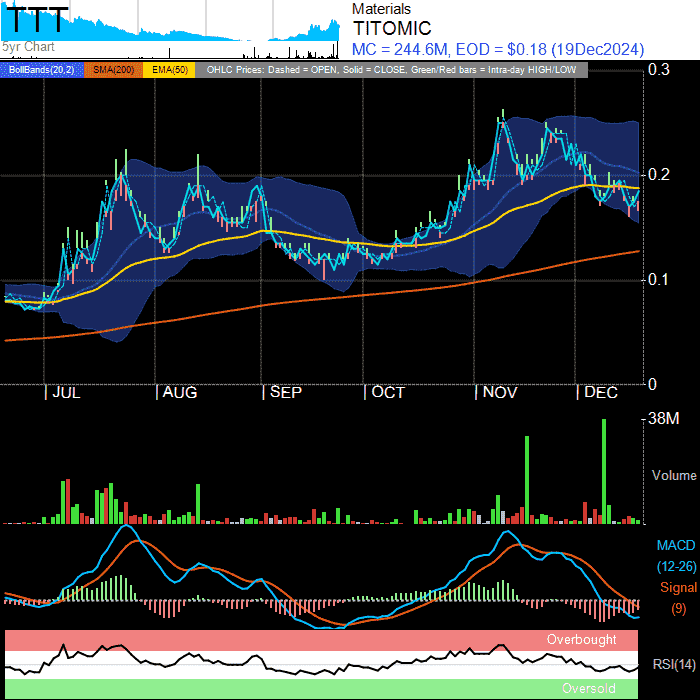 TTT
5yr Chart
Materials
TITOMIC
MC = 244.6M, EOD = $0.18 (19Dec2024)
BollBands(20,2) SMA(200) EMA(50) OHLC Prices: Dashed = OPEN, Solid = CLOSE, Green/Red bars = Intra-day HIGH/LOW
0.3
0.2
0.1
0
| JUL | AUG | SEP | OCT | NOV | DEC
38M
Volume
MACD
(12-26)
Signal
(9)
Overbought
RSI(14)
Oversold